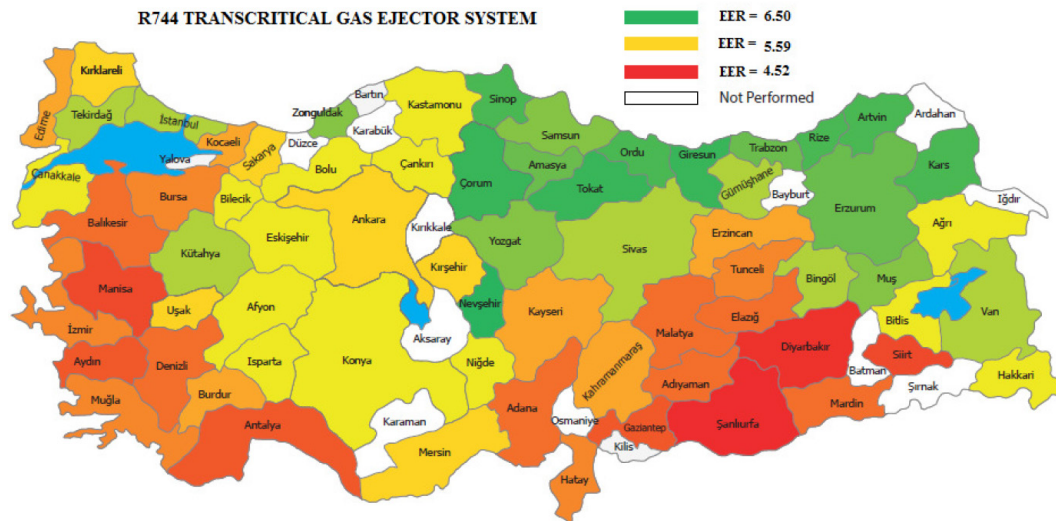 R744 TRANSCRITICAL GAS EJECTOR SYSTEM
EER = 6.50
EER = 5.59
EER = 4.52
Not Performed
Kırklareli
Edirne
Tekirdağ
İstanbul
Kocaeli
Sakarya
Düzce
Zonguldak
Bartın
Karabük
Kastamonu
Sinop
Samsun
Ordu
Giresun
Trabzon
Rize
Artvin
Ardahan
Kars
Iğdır
Ağrı
Çanakkale
Yalova
Bursa
Bilecik
Bolu
Çankırı
Çorum
Amasya
Tokat
Gümüşhane
Bayburt
Erzurum
Balıkesir
Kütahya
Eskişehir
Ankara
Kırıkkale
Kırşehir
Yozgat
Sivas
Erzincan
Tunceli
Bingöl
Muş
Bitlis
Van
Manisa
Uşak
Afyon
Nevşehir
Aksaray
Kayseri
Malatya
Elazığ
Diyarbakır
Batman
Siirt
Şırnak
Hakkari
İzmir
Aydın
Denizli
Isparta
Konya
Niğde
Kahramanmaraş
Adıyaman
Muğla
Burdur
Antalya
Karaman
Mersin
Adana
Osmaniye
Gaziantep
Kilis
Hatay
Şanlıurfa
Mardin